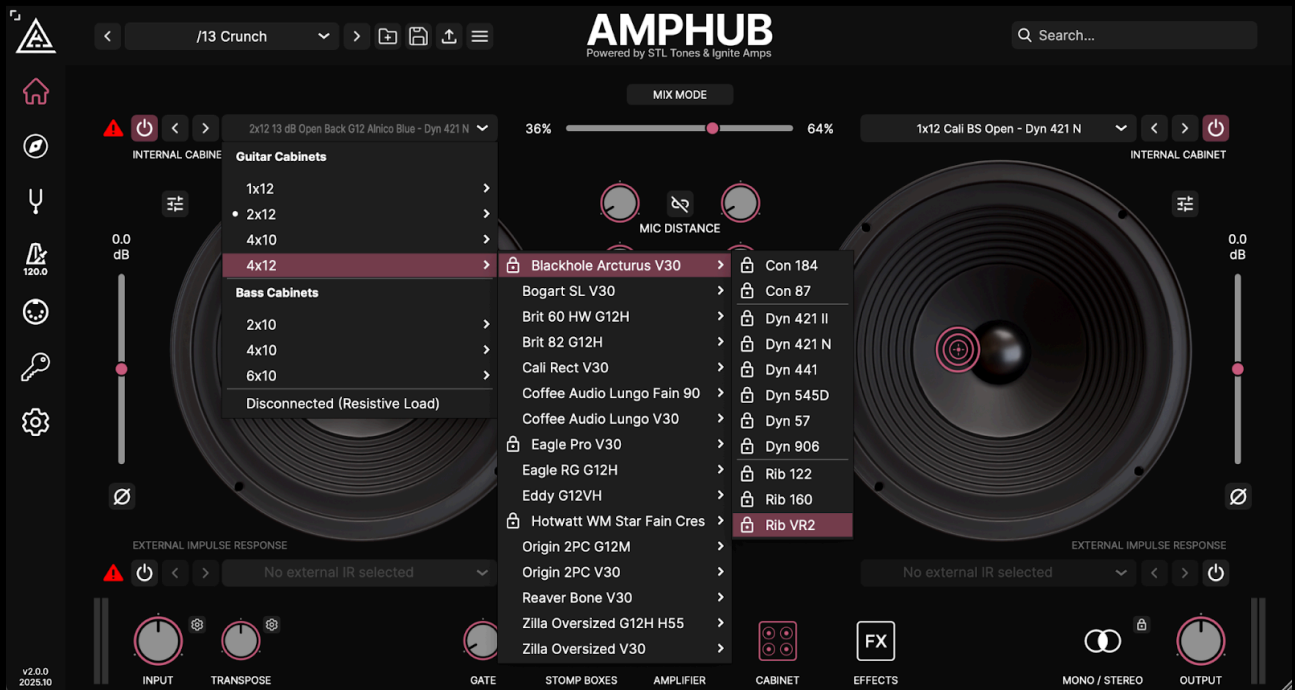 /13 Crunch
AMPHUB
Powered by STL Tones & Ignite Amps
Search...
MIX MODE
2x12 13 dB Open Back G12 Alnico Blue - Dyn 421 N
36%
64%
1x12 Cali BS Open - Dyn 421 N
INTERNAL CABINE
INTERNAL CABINET
Guitar Cabinets
1x12
2x12
4x10
4x12
Bass Cabinets
2x10
4x10
6x10
Disconnected (Resistive Load)
MIC DISTANCE
0.0
dB
0.0
dB
120.0
Blackhole Arcturus V30
Bogart SL V30
Brit 60 HW G12H
Brit 82 G12H
Cali Rect V30
Coffee Audio Lungo Fain 90
Coffee Audio Lungo V30
Eagle Pro V30
Eagle RG G12H
Eddy G12VH
Hotwatt WM Star Fain Cres
Origin 2PC G12M
Origin 2PC V30
Reaver Bone V30
Zilla Oversized G12H H55
Zilla Oversized V30
Con 184
Con 87
Dyn 421 II
Dyn 421 N
Dyn 441
Dyn 545D
Dyn 57
Dyn 906
Rib 122
Rib 160
Rib VR2
EXTERNAL IMPULSE RESPONSE
EXTERNAL IMPULSE RESPONSE
No external IR selected
No external IR selected
FX
v2.0.0
2025.10
INPUT
TRANSPOSE
GATE
STOMP BOXES
AMPLIFIER
CABINET
EFFECTS
MONO / STEREO
OUTPUT